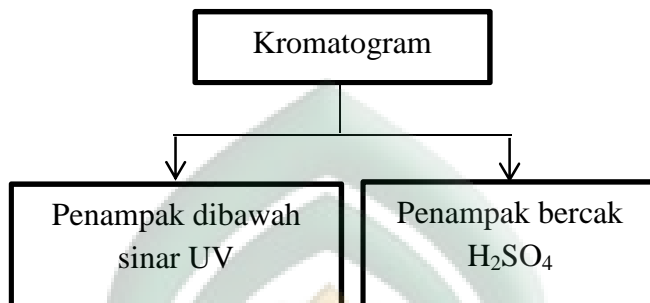 Kromatogram
Penampak dibawah
sinar UV
Penampak bercak
H₂SO₄